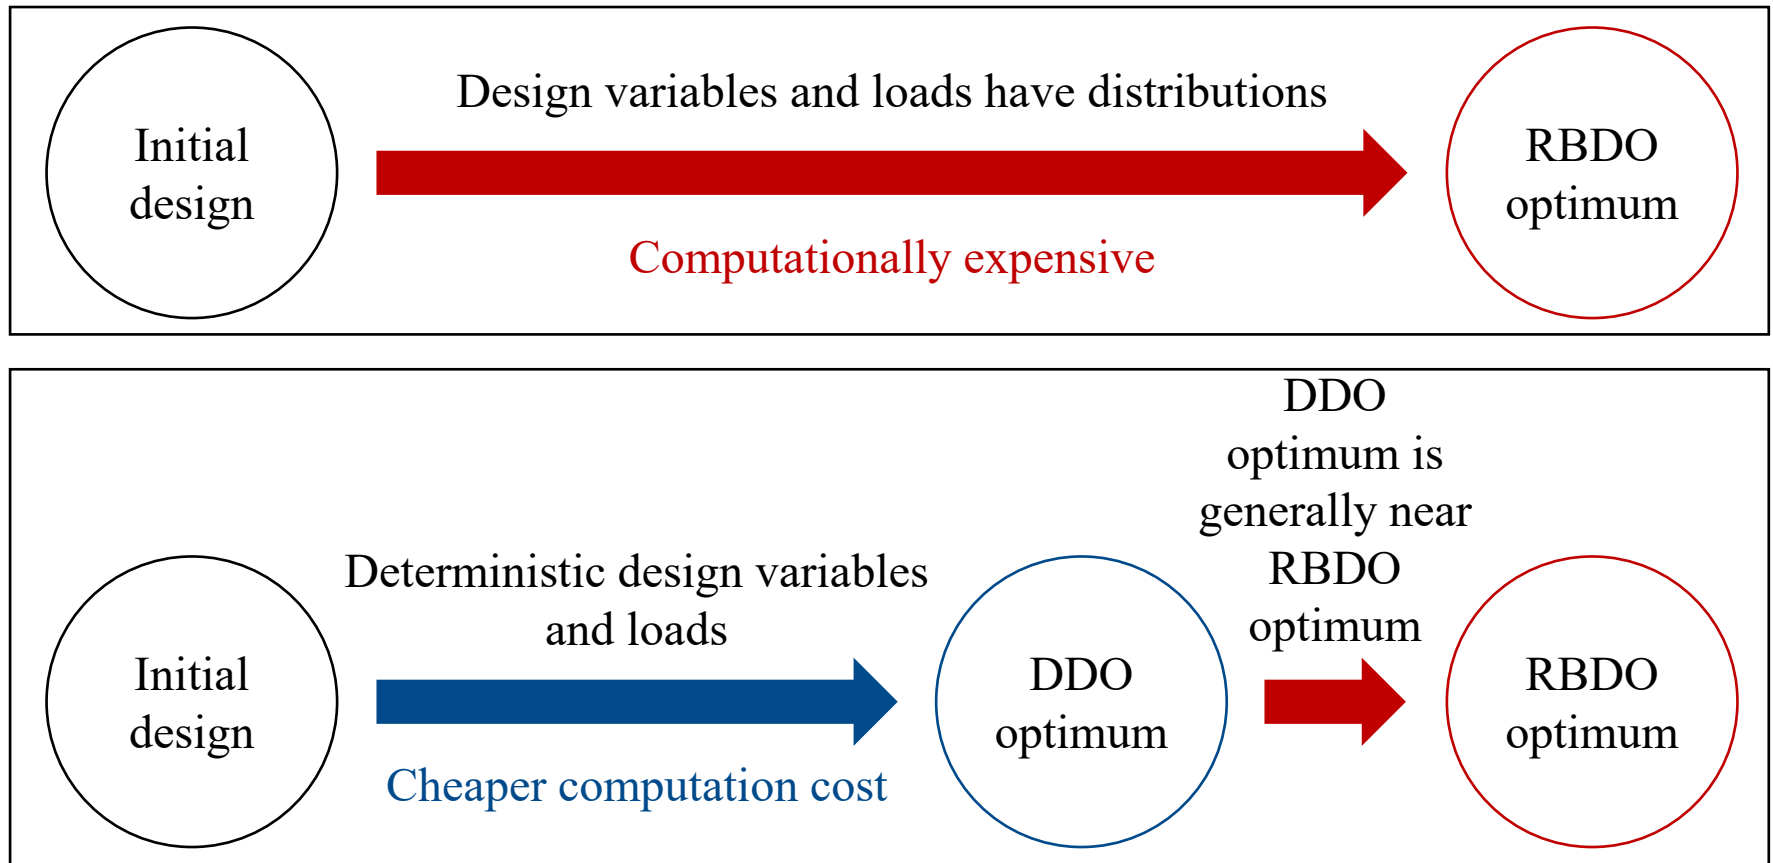 Initial
design
Design variables and loads have distributions
Computationally expensive
RBDO
optimum
Initial
design
Deterministic design variables
and loads
Cheaper computation cost
DDO
optimum
DDO
optimum is
generally near
RBDO
optimum
RBDO
optimum